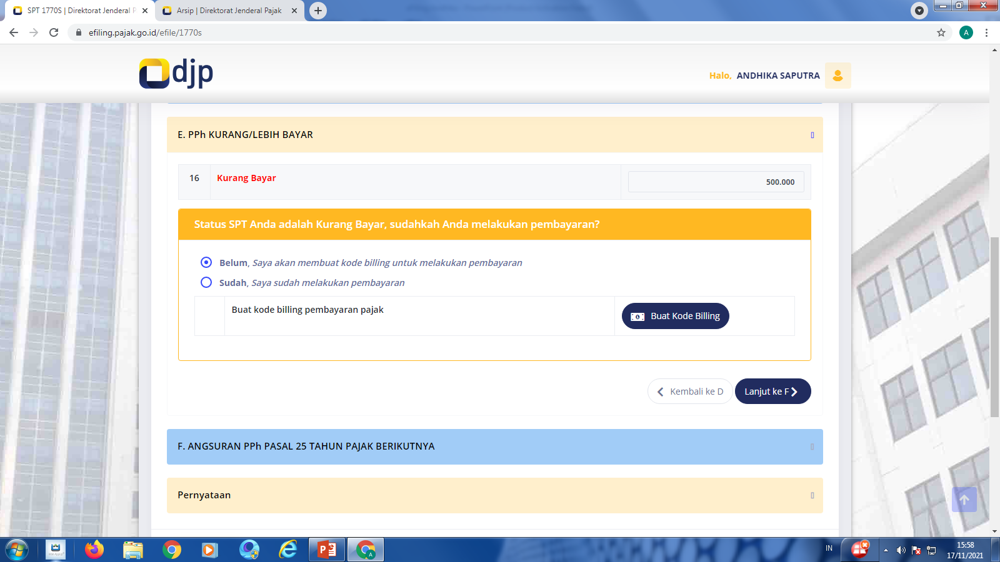 SPT 1770S | Direktorat Jenderal P
Arsip | Direktorat Jenderal Pajak
efiling.pajak.go.id/efile/1770s
A
djp
Halo, ANDHIKA SAPUTRA
E. PPh KURANG/LEBIH BAYAR
16 Kurang Bayar 500.000
Status SPT Anda adalah Kurang Bayar, sudahkah Anda melakukan pembayaran?
Belum, Saya akan membuat kode billing untuk melakukan pembayaran
Sudah, Saya sudah melakukan pembayaran
Buat kode billing pembayaran pajak Buat Kode Billing
Kembali ke D Lanjut ke F
F. ANGSURAN PPh PASAL 25 TAHUN PAJAK BERIKUTNYA
Pernyataan
IN
15:58
17/11/2021